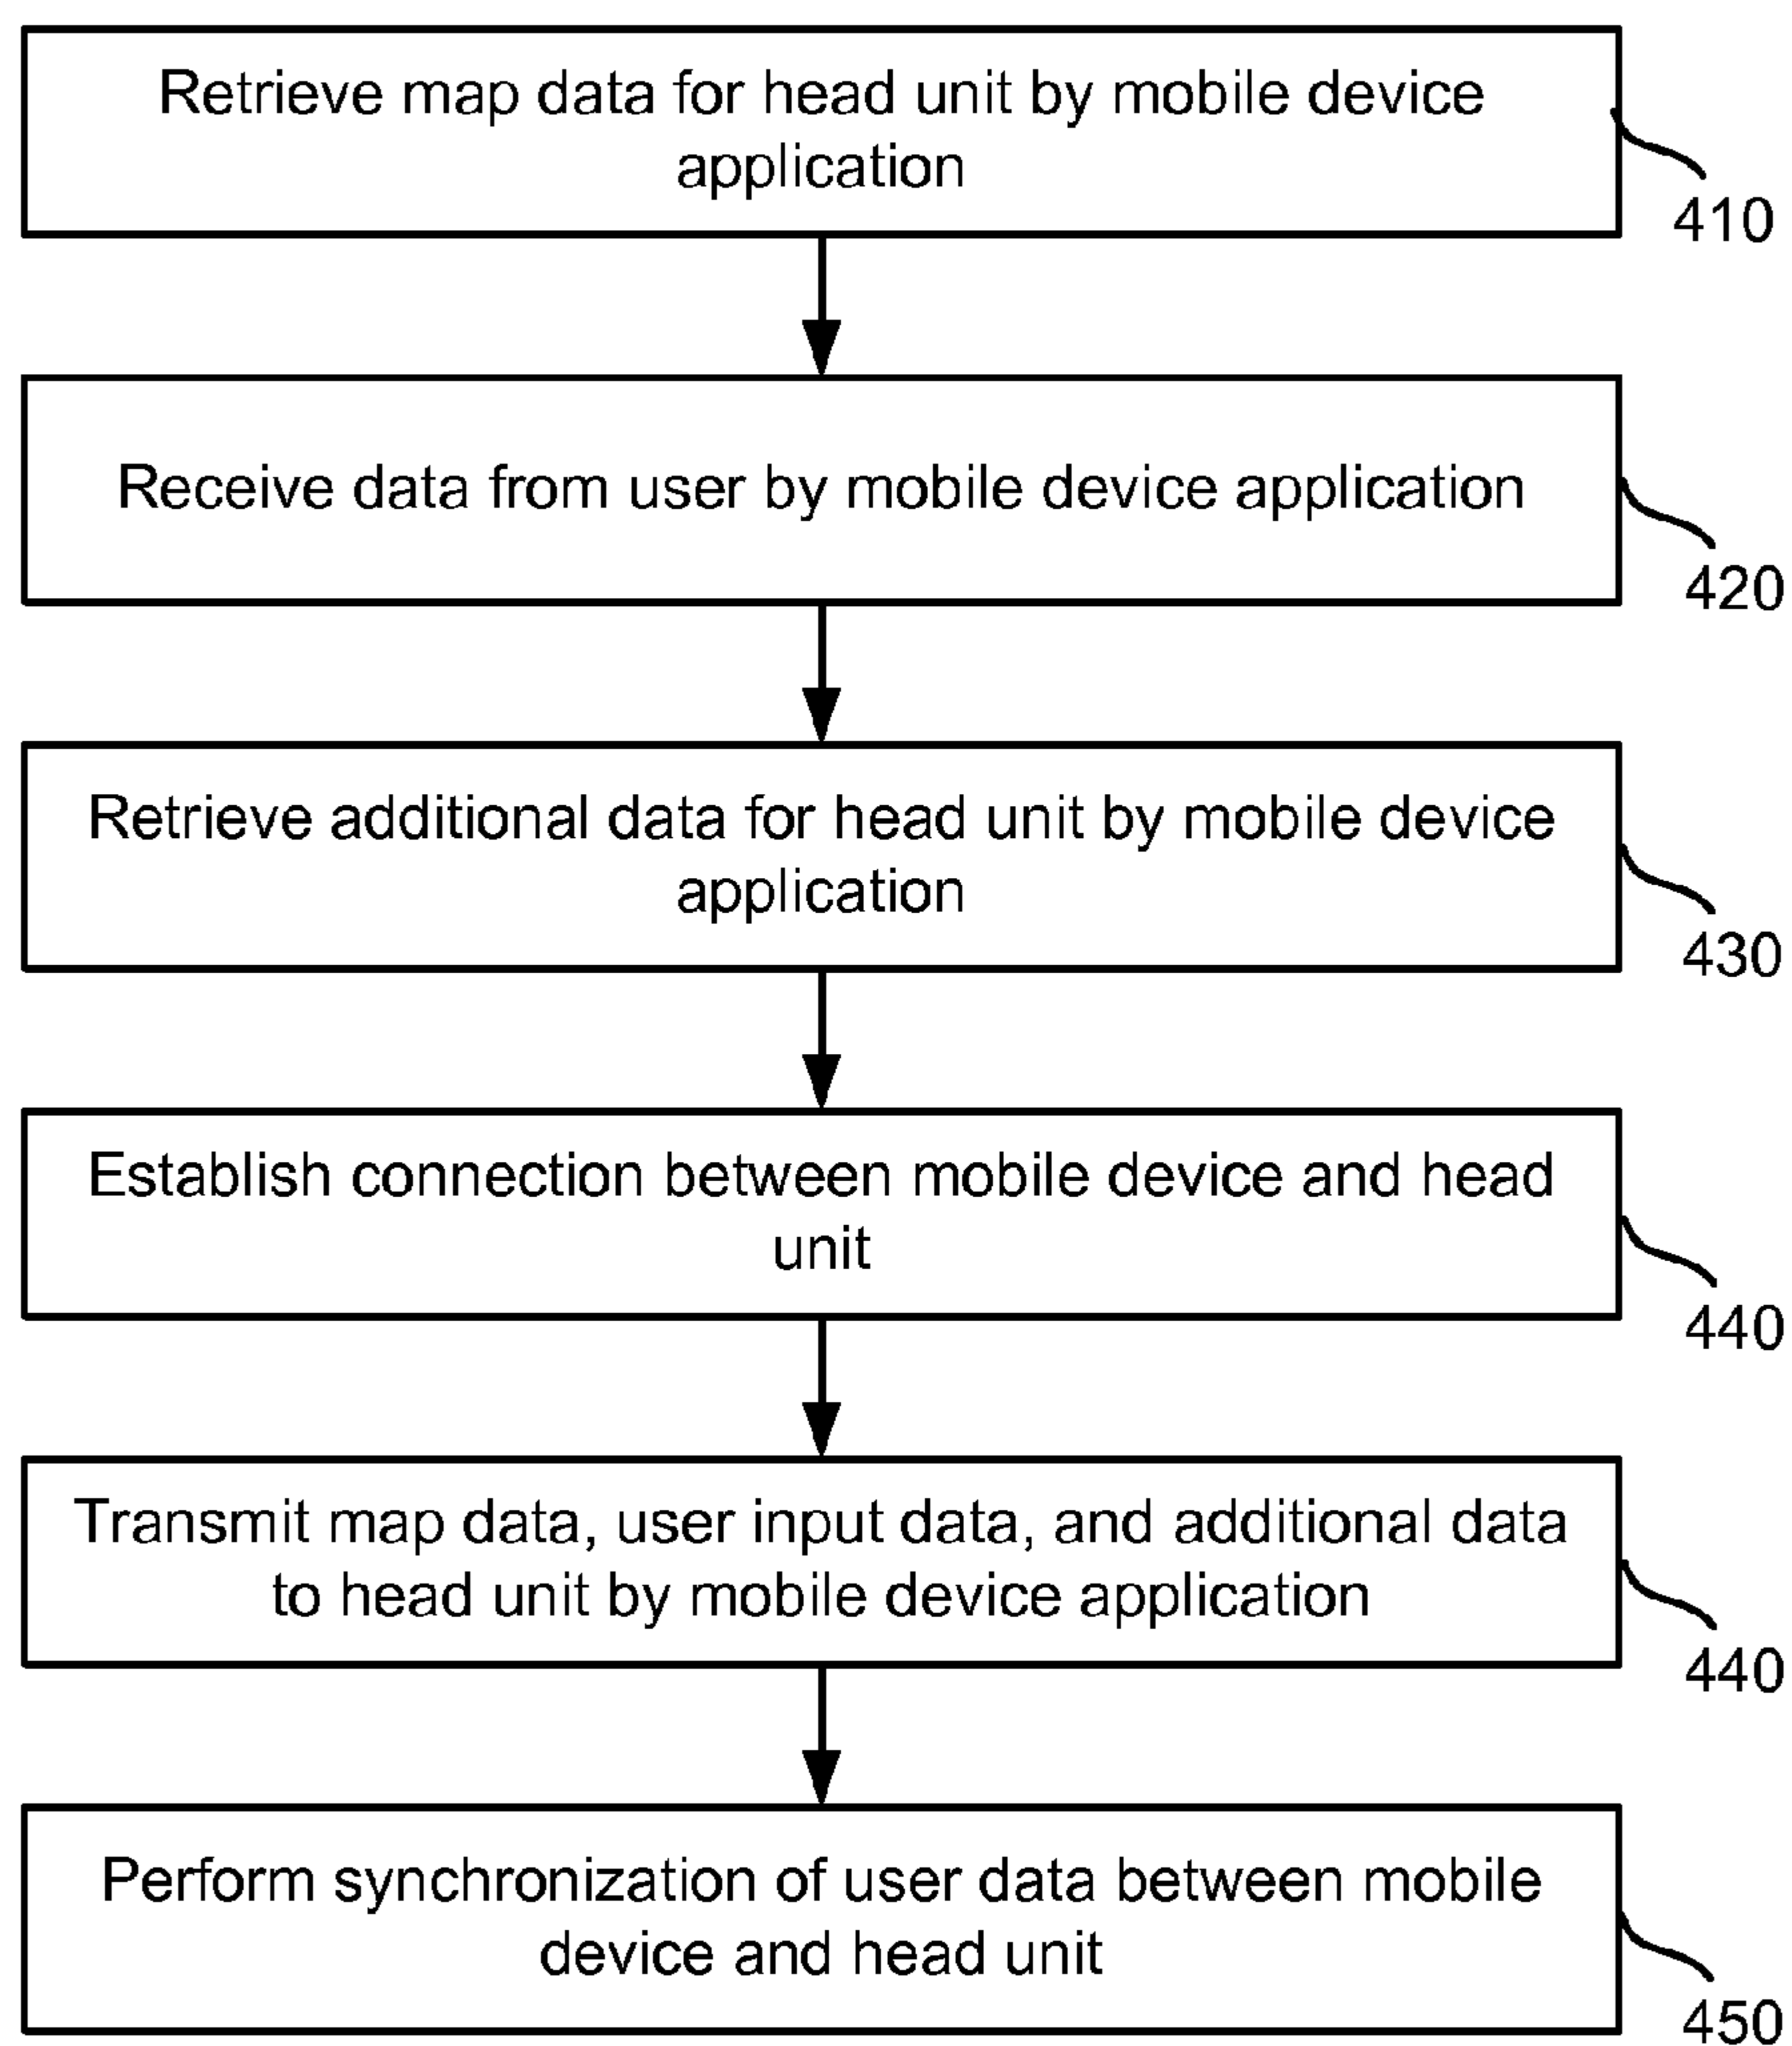 Retrieve map data for head unit by mobile device
application
410
Receive data from user by mobile device application
420
Retrieve additional data for head unit by mobile device
application
430
Establish connection between mobile device and head
unit
440
Transmit map data, user input data, and additional data
to head unit by mobile device application
440
Perform synchronization of user data between mobile
device and head unit
450